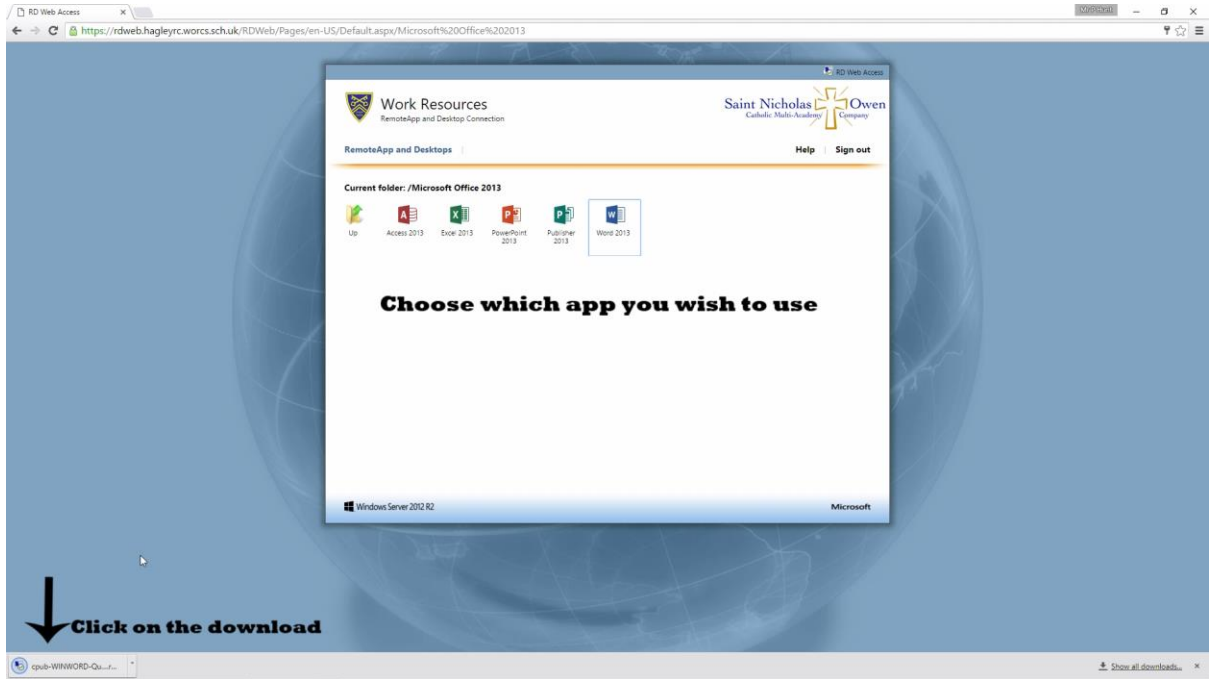 RD Web Access
https://rdweb.hagleyrc.worcs.sch.uk/RDWeb/Pages/en-US/Default.aspx/Microsoft%20Office%202013
RD Web Access
Work Resources
RemoteApp and Desktop Connection
Saint Nicholas Owen
Catholic Multi-Academy Company
RemoteApp and Desktops
Help
Sign out
Current folder: /Microsoft Office 2013
Up
Access 2013
Excel 2013
PowerPoint 2013
Publisher 2013
Word 2013
Choose which app you wish to use
Windows Server 2012 R2
Microsoft
Click on the download
cpub-WINWORD-Qu....r...
Show all downloads...